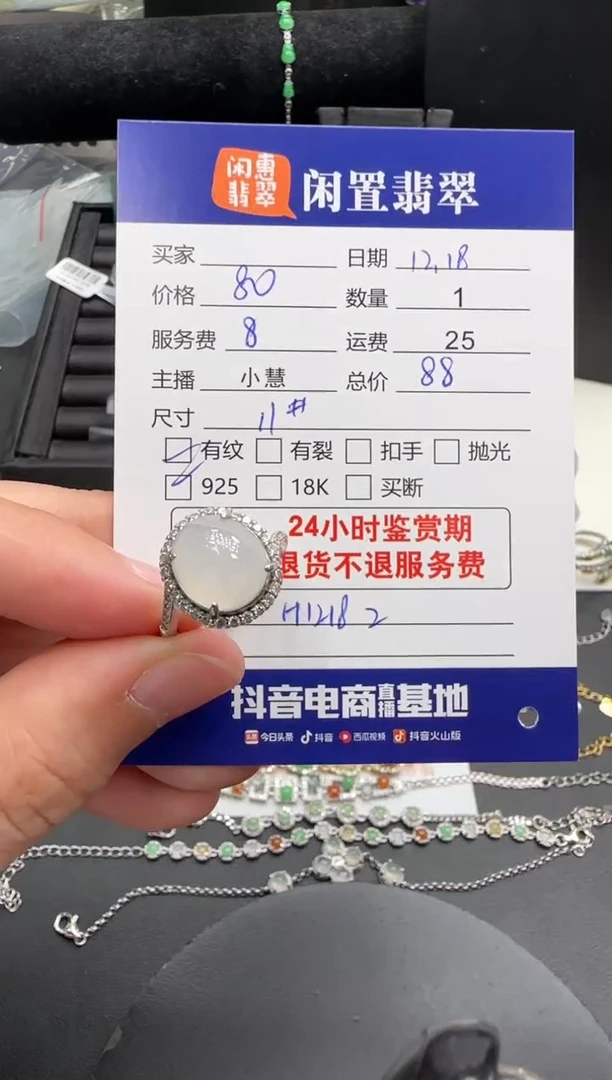 闲惠翡翠 闲置翡翠
买家 日期 12.18
价格 80 数量 1
服务费 8 运费 25
主播 小慧 总价 88
尺寸 11#
有纹 有裂 扣手 抛光
925 18K 买断
24小时鉴赏期
退货不退服务费
H1218 2
抖音电商直播基地
头条 今日头条 抖音 西瓜视频 抖音火山版